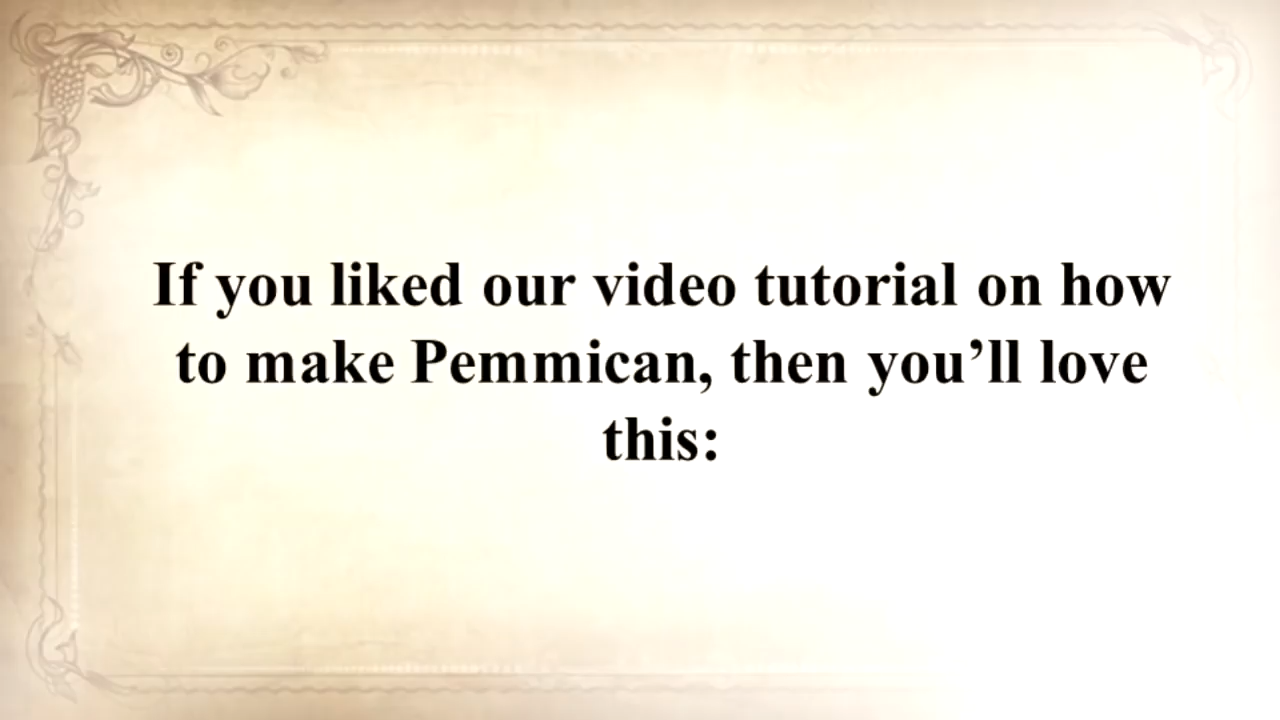 If you liked our video tutorial on how
to make Pemmican, then you’ll love
this: